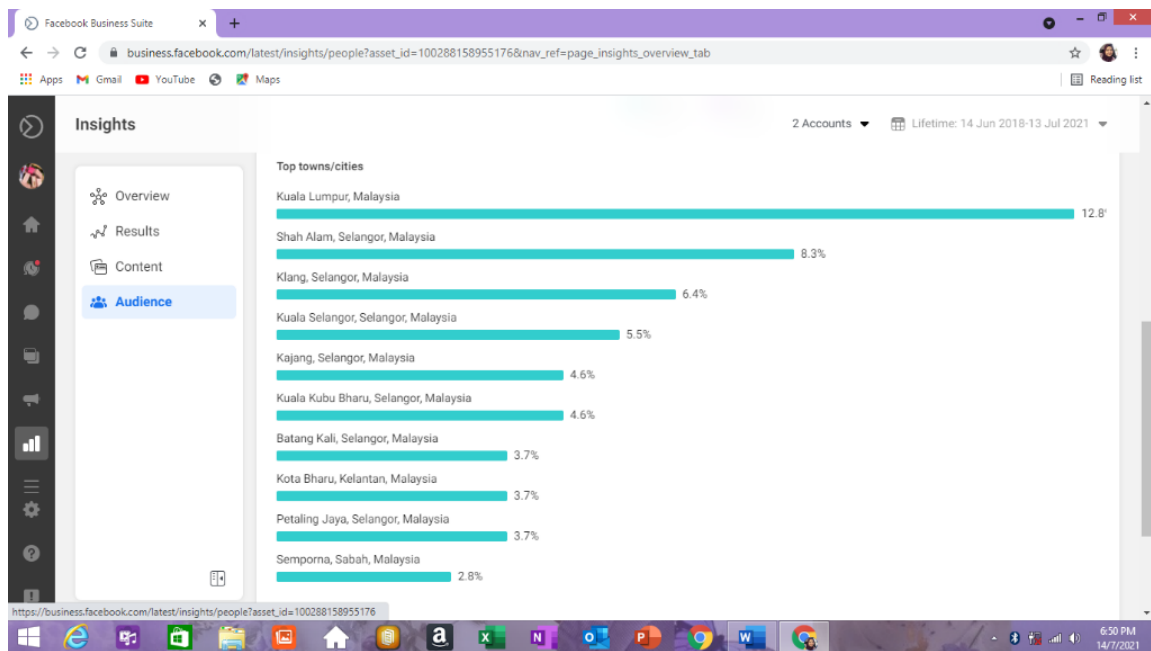 Facebook Business Suite
business.facebook.com/latest/insights/people?asset_id=100288158955176&nav_ref=page_insights_overview_tab
Apps Gmail YouTube Maps Reading list
Insights 2 Accounts Lifetime: 14 Jun 2018-13 Jul 2021
Overview
Results
Content
Audience
Top towns/cities
Kuala Lumpur, Malaysia
12.8
Shah Alam, Selangor, Malaysia
8.3%
Klang, Selangor, Malaysia
6.4%
Kuala Selangor, Selangor, Malaysia
5.5%
Kajang, Selangor, Malaysia
4.6%
Kuala Kubu Bharu, Selangor, Malaysia
4.6%
Batang Kali, Selangor, Malaysia
3.7%
Kota Bharu, Kelantan, Malaysia
3.7%
Petaling Jaya, Selangor, Malaysia
3.7%
Semporna, Sabah, Malaysia
2.8%
https://business.facebook.com/latest/insights/people?asset_id=100288158955176
6:50 PM
14/7/2021